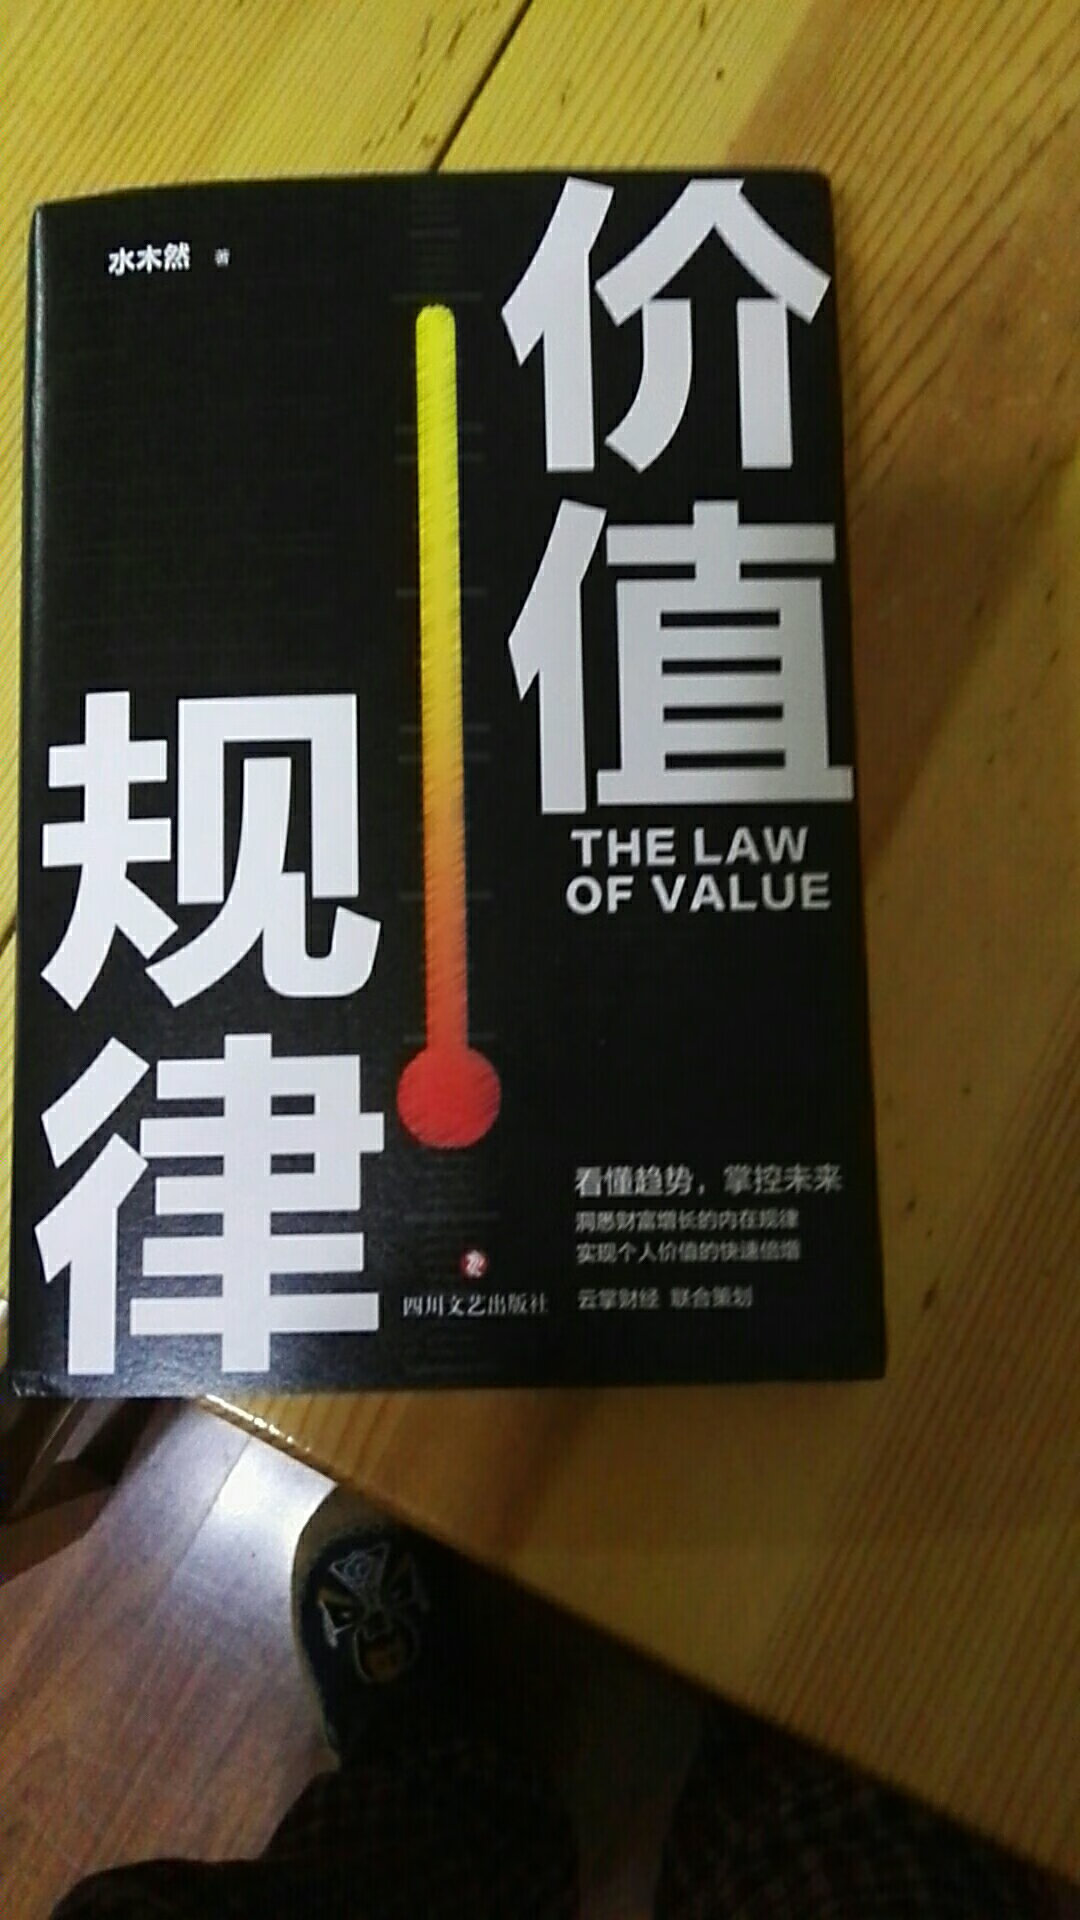 水木然 著
价值
规律
THE LAW
OF VALUE
看懂趋势，掌控未来
洞悉财富增长的内在规律
实现个人价值的快速倍增
云掌财经 联合策划
四川文艺出版社